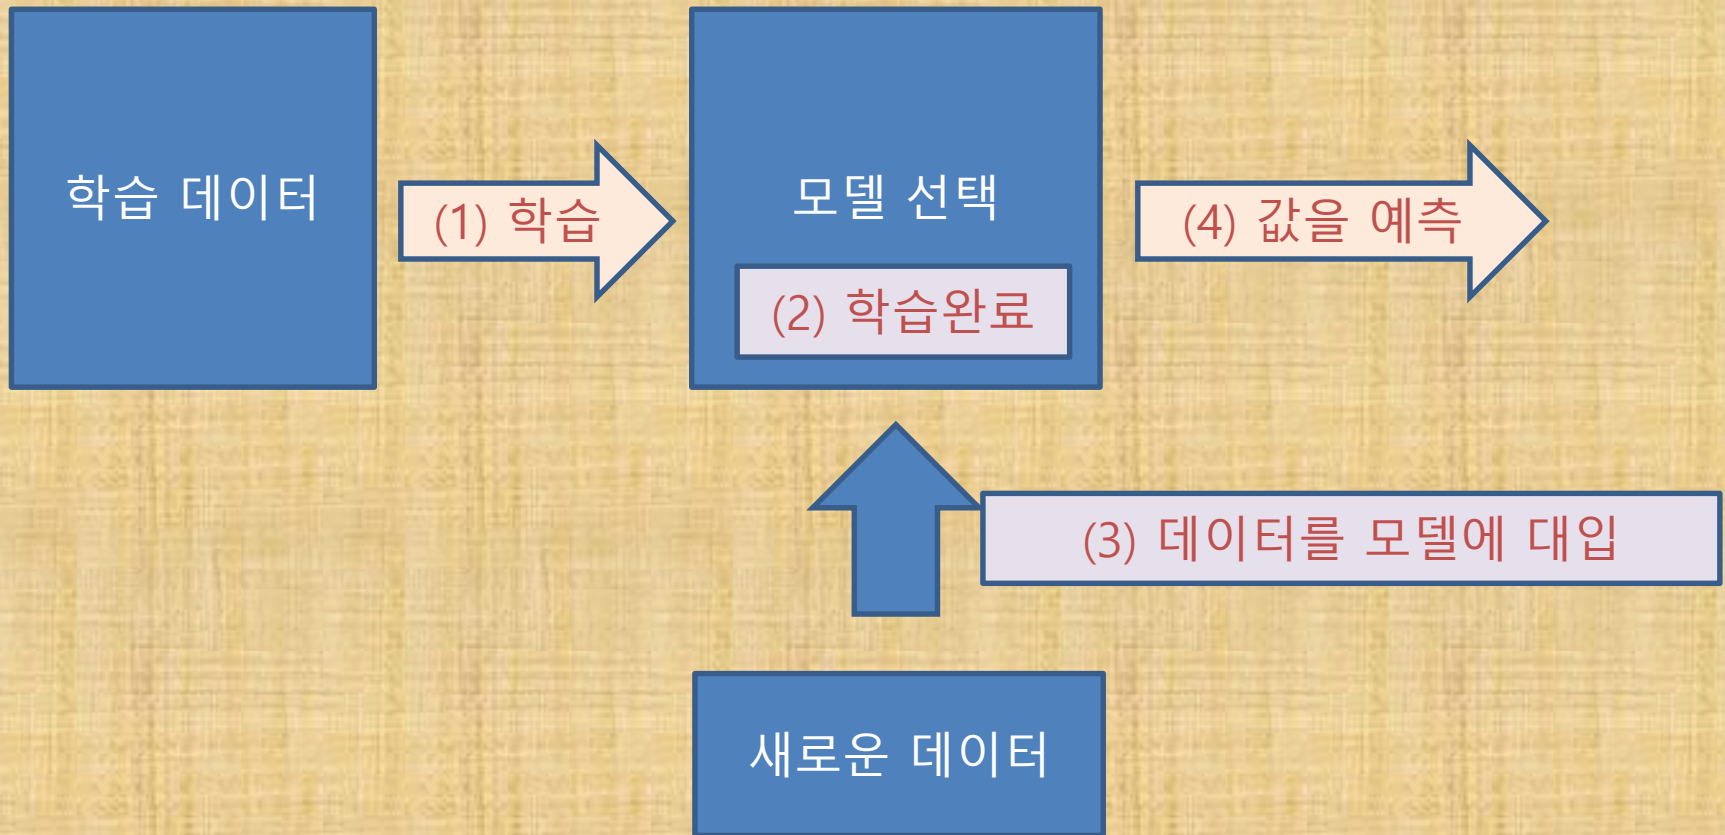 학습 데이터
(1) 학습
모델 선택
(2) 학습완료
(4) 값을 예측
(3) 데이터를 모델에 대입
새로운 데이터